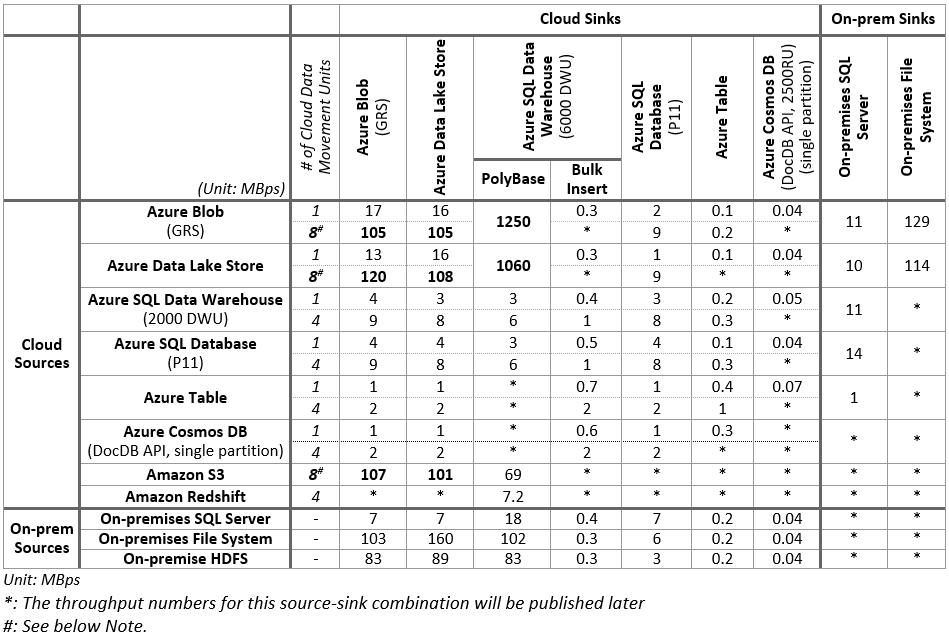 Cloud Sinks On-prem Sinks
(Unit: MBps) # of Cloud Data Movement Units Azure Blob (GRS) Azure Data Lake Store Azure SQL Data Warehouse (6000 DWU) Azure SQL Database (P11) Azure Table Azure Cosmos DB (DocDB API, 2500RU) (single partition) On-premises SQL Server On-premises File System
PolyBase Bulk Insert
Cloud Sources
Azure Blob (GRS) 1 17 16 1250 0.3 2 0.1 0.04 11 129
8# 105 105 * 9 0.2 *
Azure Data Lake Store 1 13 16 1060 0.3 1 0.1 0.04 10 114
8# 120 108 * 9 * *
Azure SQL Data Warehouse (2000 DWU) 1 4 3 3 0.4 3 0.2 0.05 11 *
4 9 8 6 1 8 0.3 *
Azure SQL Database (P11) 1 4 4 3 0.5 4 0.1 0.04 14 *
4 9 8 6 1 8 0.3 *
Azure Table 1 1 1 * 0.7 1 0.4 0.07 1 *
4 2 2 * 2 2 1 *
Azure Cosmos DB (DocDB API, single partition) 1 1 1 * 0.6 1 0.3 * * *
4 2 2 * 2 2 * *
Amazon S3 8# 107 101 69 * * * * * *
Amazon Redshift 4 * * 7.2 * * * * * *
On-prem Sources
On-premises SQL Server - 7 7 18 0.4 7 0.2 0.04 * *
On-premises File System - 103 160 102 0.3 6 0.2 0.04 * *
On-premise HDFS - 83 89 83 0.3 3 0.2 0.04 * *
Unit: MBps
*: The throughput numbers for this source-sink combination will be published later
#: See below Note.